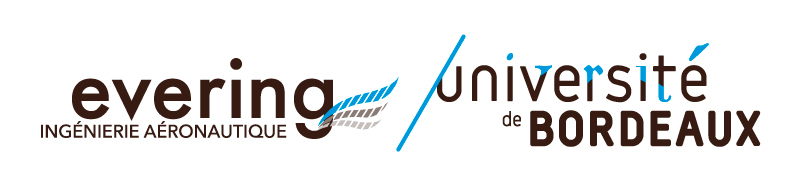 evering
INGÉNIERIE AÉRONAUTIQUE
université
de BORDEAUX